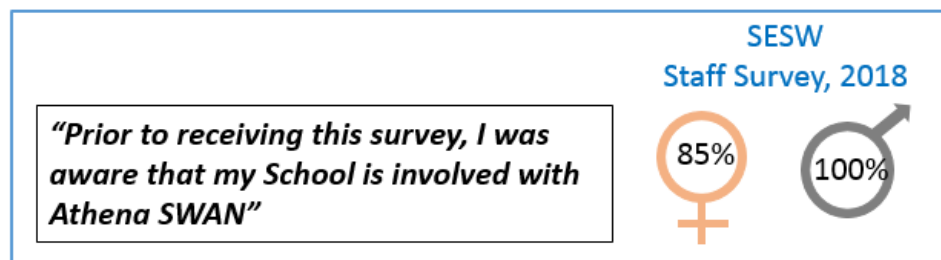 SESW
Staff Survey, 2018
“Prior to receiving this survey, I was
aware that my School is involved with
Athena SWAN”
85%
100%